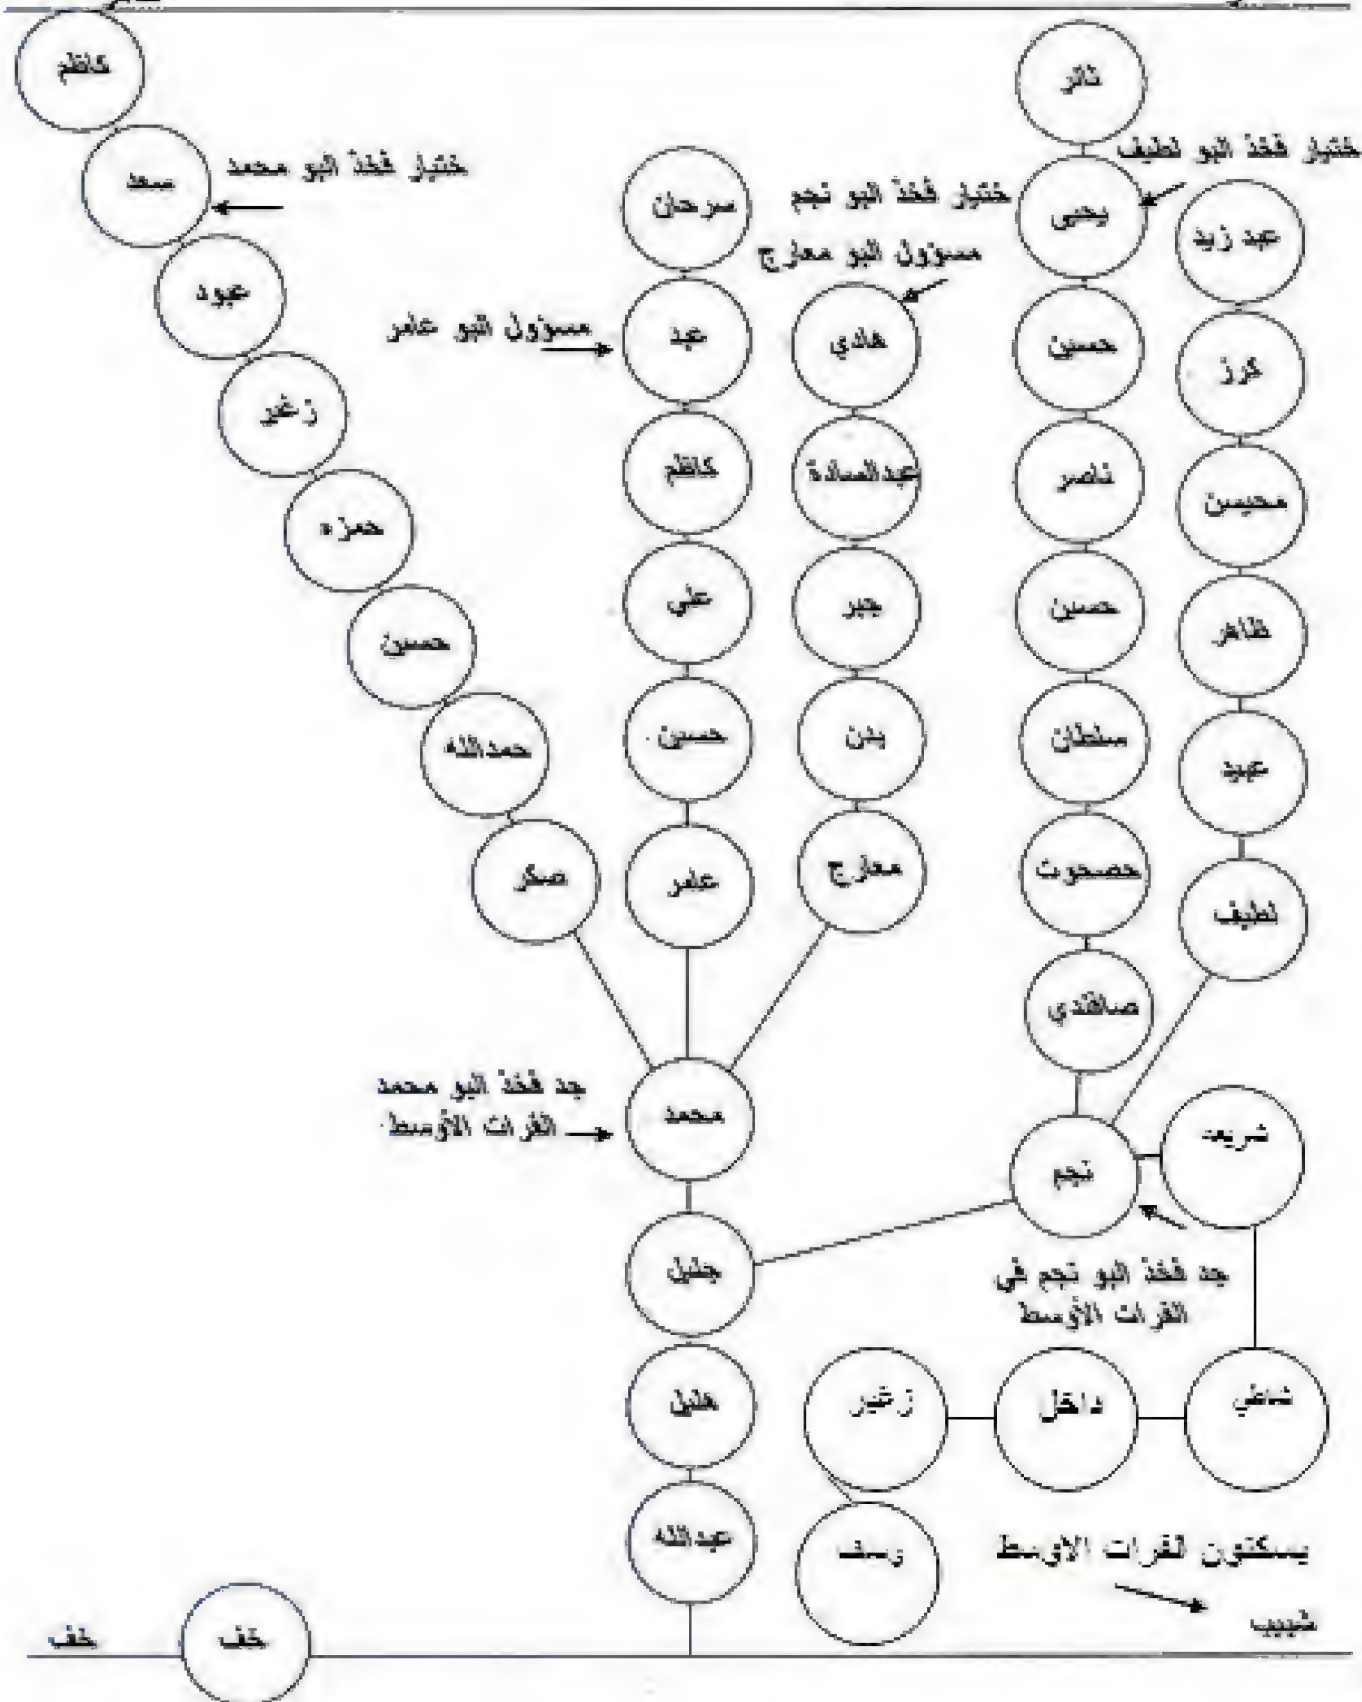 كاظم
ثائر
سعد
ختيار فخذ البو محمد
ختيار فخذ البو لطيف
سرحان
ختيار فخذ البو نجم
يحيى
عبد زيد
مسؤول البو معارج
عبود
مسؤول البو عامر
عبد
هادي
حسين
كرز
زغير
كاظم
عبدالسادة
ناصر
محيسن
حمزه
علي
جبر
حسين
ظاهر
حسين
حسين
بدن
سلطان
عبيد
حمدالله
صكر
عامر
معارج
حصحوت
لطيف
صافندي
جد فخذ البو محمد
الفرات الأوسط
محمد
نجم
شريعه
جليل
جد فخذ البو نجم في
الفرات الأوسط
هليل
زغير
داخل
شاطي
عبدالله
وسف
يسكنون الفرات الاوسط
شبيب
خف
خف